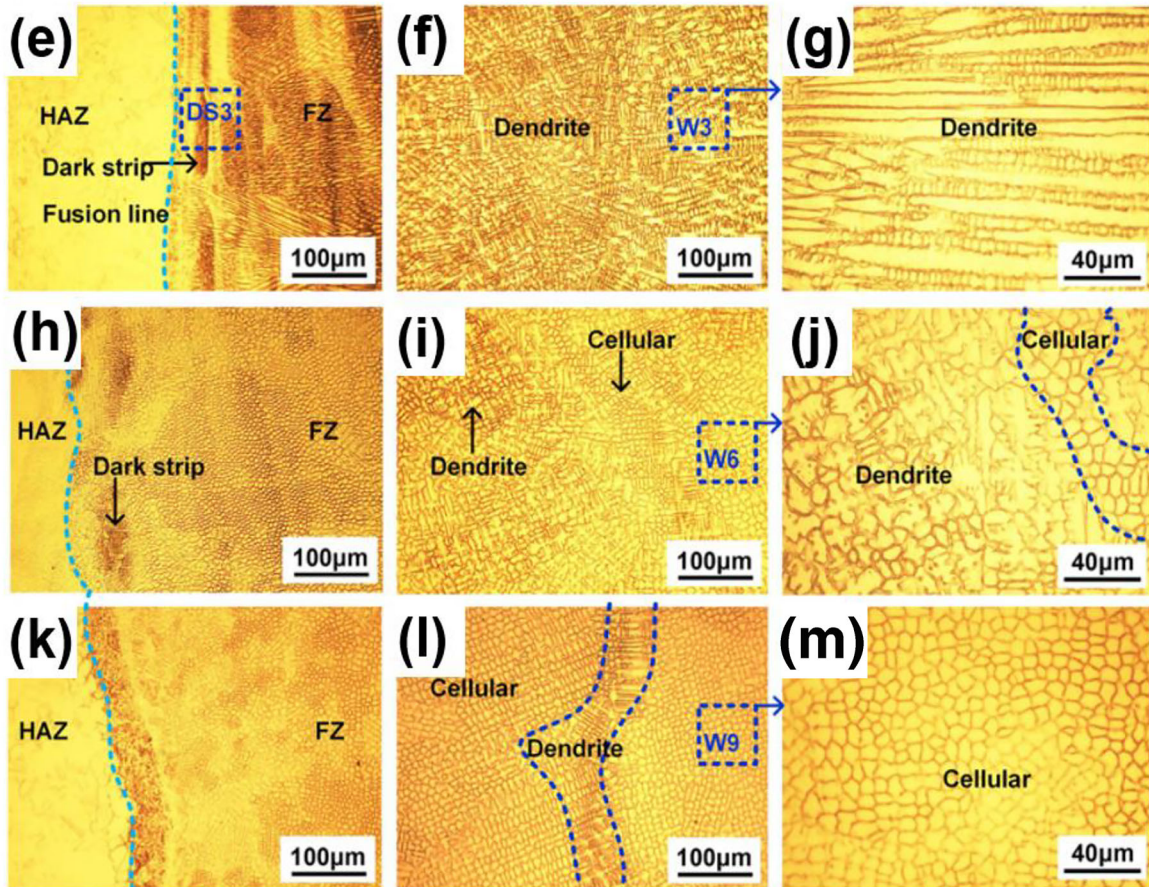 (e)
HAZ
DS3
FZ
Dark strip
Fusion line
100μm
(f)
Dendrite
W3
100μm
(g)
Dendrite
40μm
(h)
HAZ
FZ
Dark strip
100μm
(i)
Cellular
Dendrite
W6
100μm
(j)
Cellular
Dendrite
40μm
(k)
HAZ
FZ
100μm
(l)
Cellular
Dendrite
W9
100μm
(m)
Cellular
40μm